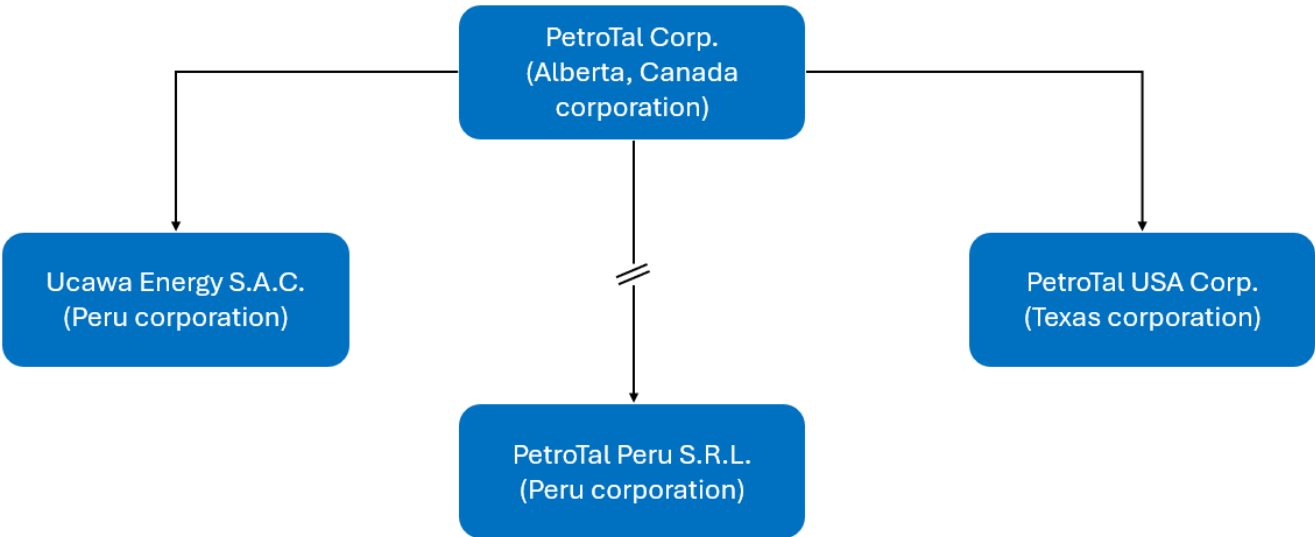 PetroTal Corp.
(Alberta, Canada
corporation)
Ucawa Energy S.A.C.
(Peru corporation)
PetroTal USA Corp.
(Texas corporation)
PetroTal Peru S.R.L.
(Peru corporation)